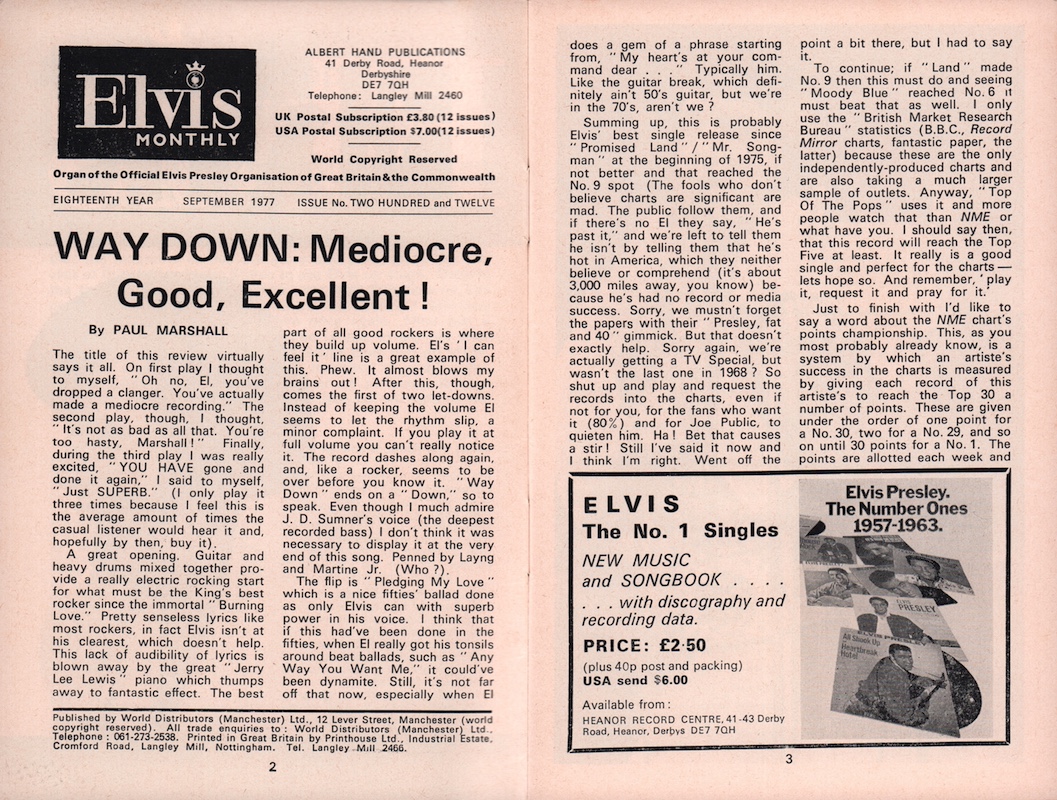 Elvis
MONTHLY
ALBERT HAND PUBLICATIONS
41 Derby Road, Heanor
Derbyshire
DE7 7QH
Telephone: Langley Mill 2460
UK Postal Subscription £3.80 (12 issues)
USA Postal Subscription $7.00 (12 issues)
World Copyright Reserved
Organ of the Official Elvis Presley Organisation of Great Britain & the Commonwealth
EIGHTEENTH YEAR SEPTEMBER 1977 ISSUE No. TWO HUNDRED and TWELVE
WAY DOWN: Mediocre,
Good, Excellent !
By PAUL MARSHALL
The title of this review virtually
says it all. On first play I thought
to myself, "Oh no, El, you've
dropped a clanger. You've actually
made a mediocre recording." The
second play, though, I thought,
"It's not as bad as all that. You're
too hasty, Marshall!" Finally,
during the third play I was really
excited, "YOU HAVE gone and
done it again," I said to myself,
"Just SUPERB." (I only play it
three times because I feel this is
the average amount of times the
casual listener would hear it and,
hopefully by then, buy it).
A great opening. Guitar and
heavy drums mixed together pro-
vide a really electric rocking start
for what must be the King's best
rocker since the immortal "Burning
Love." Pretty senseless lyrics like
most rockers, in fact Elvis isn't at
his clearest, which doesn't help.
This lack of audibility of lyrics is
blown away by the great "Jerry
Lee Lewis" piano which thumps
away to fantastic effect. The best
part of all good rockers is where
they build up volume. El's 'I can
feel it' line is a great example of
this. Phew. It almost blows my
brains out! After this, though,
comes the first of two let-downs.
Instead of keeping the volume El
seems to let the rhythm slip, a
minor complaint. If you play it at
full volume you can't really notice
it. The record dashes along again,
and, like a rocker, seems to be
over before you know it. "Way
Down" ends on a "Down," so to
speak. Even though I much admire
J. D. Sumner's voice (the deepest
recorded bass) I don't think it was
necessary to display it at the very
end of this song. Penned by Layng
and Martine Jr. (Who?).
The flip is "Pledging My Love"
which is a nice fifties' ballad done
as only Elvis can with superb
power in his voice. I think that
if this had've been done in the
fifties, when El really got his tonsils
around beat ballads, such as "Any
Way You Want Me," it could've
been dynamite. Still, it's not far
off that now, especially when El
Published by World Distributors (Manchester) Ltd., 12 Lever Street, Manchester (world
copyright reserved). All trade enquiries to: World Distributors (Manchester) Ltd.,
Telephone: 061-273-2538. Printed in Great Britain by Printhouse Ltd., Industrial Estate,
Cromford Road, Langley Mill, Nottingham. Tel. Langley Mill 2466.
2
does a gem of a phrase starting
from, "My heart's at your com-
mand dear . . ." Typically him.
Like the guitar break, which defi-
nitely ain't 50's guitar, but we're
in the 70's, aren't we ?
Summing up, this is probably
Elvis' best single release since
"Promised Land"/"Mr. Song-
man" at the beginning of 1975, if
not better and that reached the
No. 9 spot (The fools who don't
believe charts are significant are
mad. The public follow them, and
if there's no El they say, "He's
past it," and we're left to tell them
he isn't by telling them that he's
hot in America, which they neither
believe or comprehend (it's about
3,000 miles away, you know) be-
cause he's had no record or media
success. Sorry, we mustn't forget
the papers with their "Presley, fat
and 40" gimmick. But that doesn't
exactly help. Sorry again, we're
actually getting a TV Special, but
wasn't the last one in 1968 ? So
shut up and play and request the
records into the charts, even if
not for you, for the fans who want
it (80%) and for Joe Public, to
quieten him. Ha! Bet that causes
a stir! Still I've said it now and
I think I'm right. Went off the
point a bit there, but I had to say
it.
To continue; if "Land" made
No. 9 then this must do and seeing
"Moody Blue" reached No. 6 it
must beat that as well. I only
use the "British Market Research
Bureau" statistics (B.B.C., Record
Mirror charts, fantastic paper, the
latter) because these are the only
independently-produced charts and
are also taking a much larger
sample of outlets. Anyway, "Top
Of The Pops" uses it and more
people watch that than NME or
what have you. I should say then,
that this record will reach the Top
Five at least. It really is a good
single and perfect for the charts —
lets hope so. And remember, 'play
it, request it and pray for it.'
Just to finish with I'd like to
say a word about the NME chart's
points championship. This, as you
most probably already know, is a
system by which an artiste's
success in the charts is measured
by giving each record of this
artiste's to reach the Top 30 a
number of points. These are given
under the order of one point for
a No. 30, two for a No. 29, and so
on until 30 points for a No. 1. The
points are allotted each week and
ELVIS
The No. 1 Singles
NEW MUSIC
and SONGBOOK . . . .
. . . with discography and
recording data.
PRICE: £2·50
(plus 40p post and packing)
USA send $6.00
Available from:
HEANOR RECORD CENTRE, 41-43 Derby
Road, Heanor, Derbys DE7 7QH
Elvis Presley.
The Number Ones
1957-1963.
ELVIS
PRESLEY
ELVIS PRESLEY
All Shook Up
Heartbreak
Hotel
3